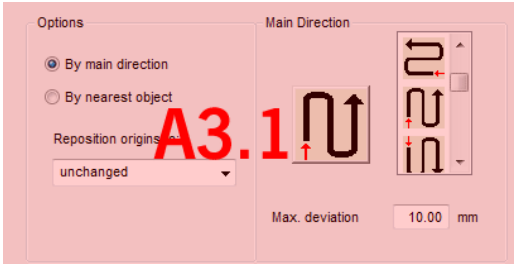 Options
By main direction
By nearest object
Reposition origins
unchanged
Main Direction
A3.1
Max. deviation 10.00 mm